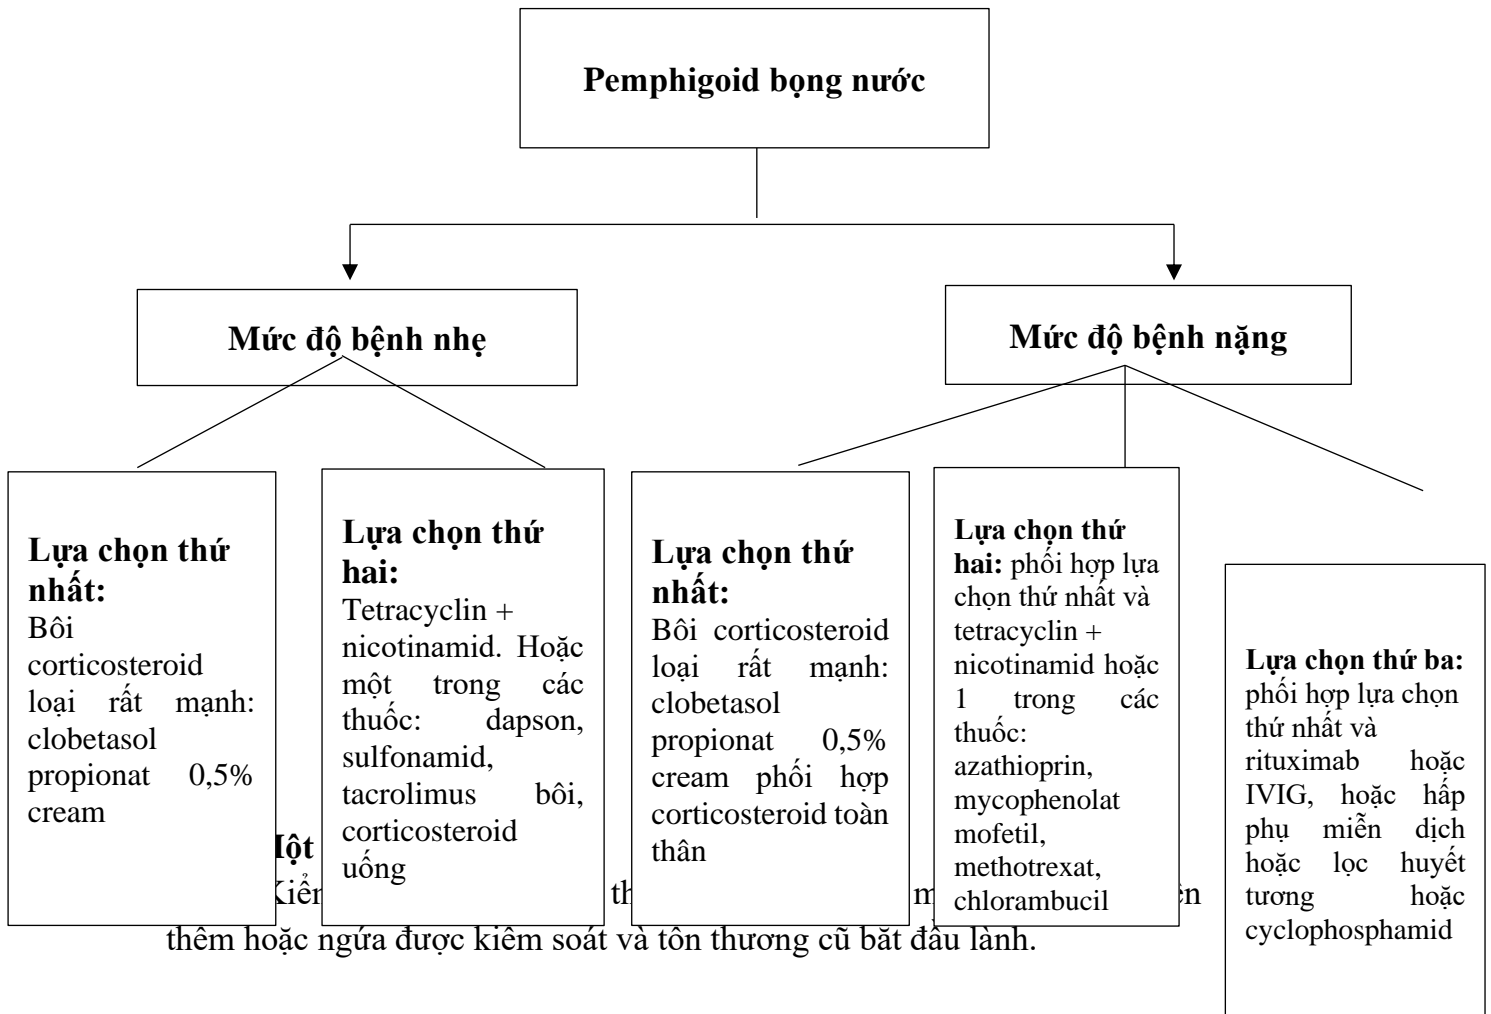 Pemphigoid bọng nước
Mức độ bệnh nhẹ
Mức độ bệnh nặng
Lựa chọn thứ
nhất:
Bôi
corticosteroid
loại rất mạnh:
clobetasol
propionat 0,5%
cream
Lựa chọn thứ
hai:
Tetracyclin +
nicotinamid. Hoặc
một trong các
thuốc: dapson,
sulfonamid,
tacrolimus bôi,
corticosteroid
uống
Lựa chọn thứ
nhất:
Bôi corticosteroid
loại rất mạnh:
clobetasol
propionat 0,5%
cream phối hợp
corticosteroid toàn
thân
Lựa chọn thứ
hai: phối hợp lựa
chọn thứ nhất và
tetracyclin +
nicotinamid hoặc
1 trong các
thuốc:
azathioprin,
mycophenolat
mofetil,
methotrexat,
chlorambucil
Lựa chọn thứ ba:
phối hợp lựa chọn
thứ nhất và
rituximab hoặc
IVIG, hoặc hấp
phụ miễn dịch
hoặc lọc huyết
tương hoặc
cyclophosphamid
thêm hoặc ngứa được kiểm soát và tổn thương cũ bắt đầu lành.